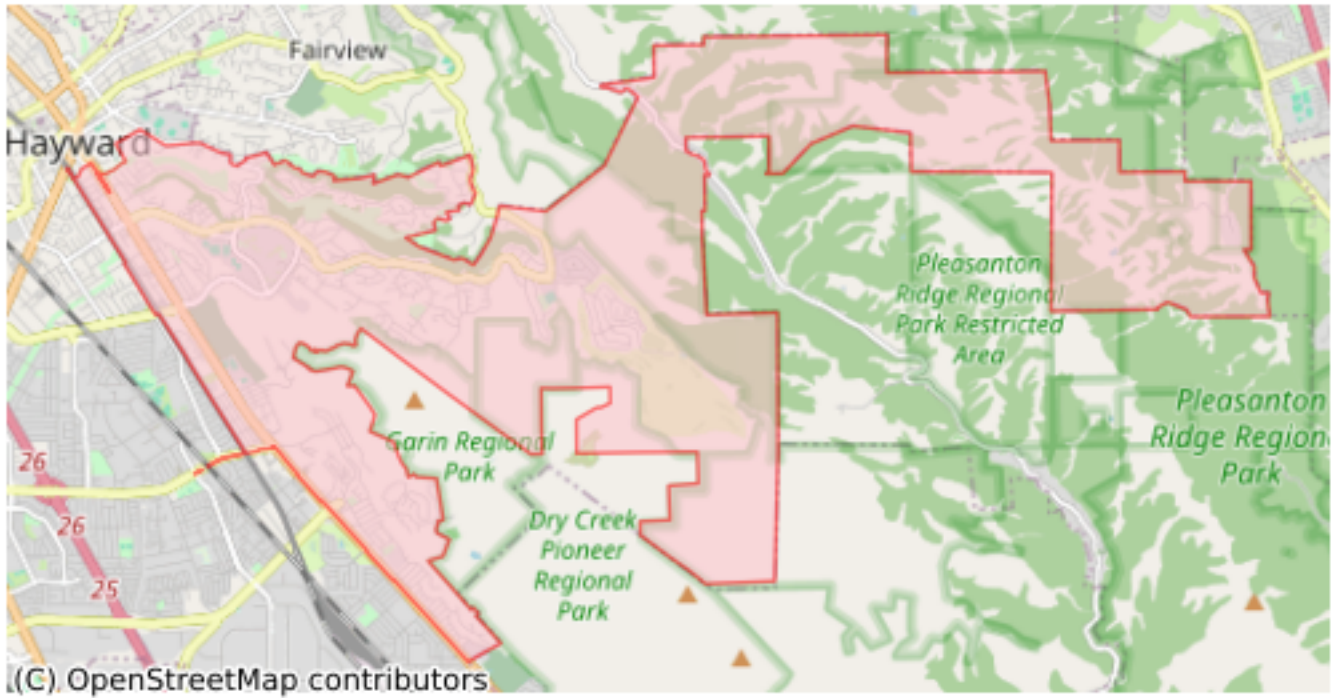 Fairview
Hayward
Pleasanton
Ridge Regional
Park Restricted
Area
Pleasanton
Ridge Region
Park
Garin Regional
Park
26
26
25
Dry Creek
Pioneer
Regional
Park
(C) OpenStreetMap contributors